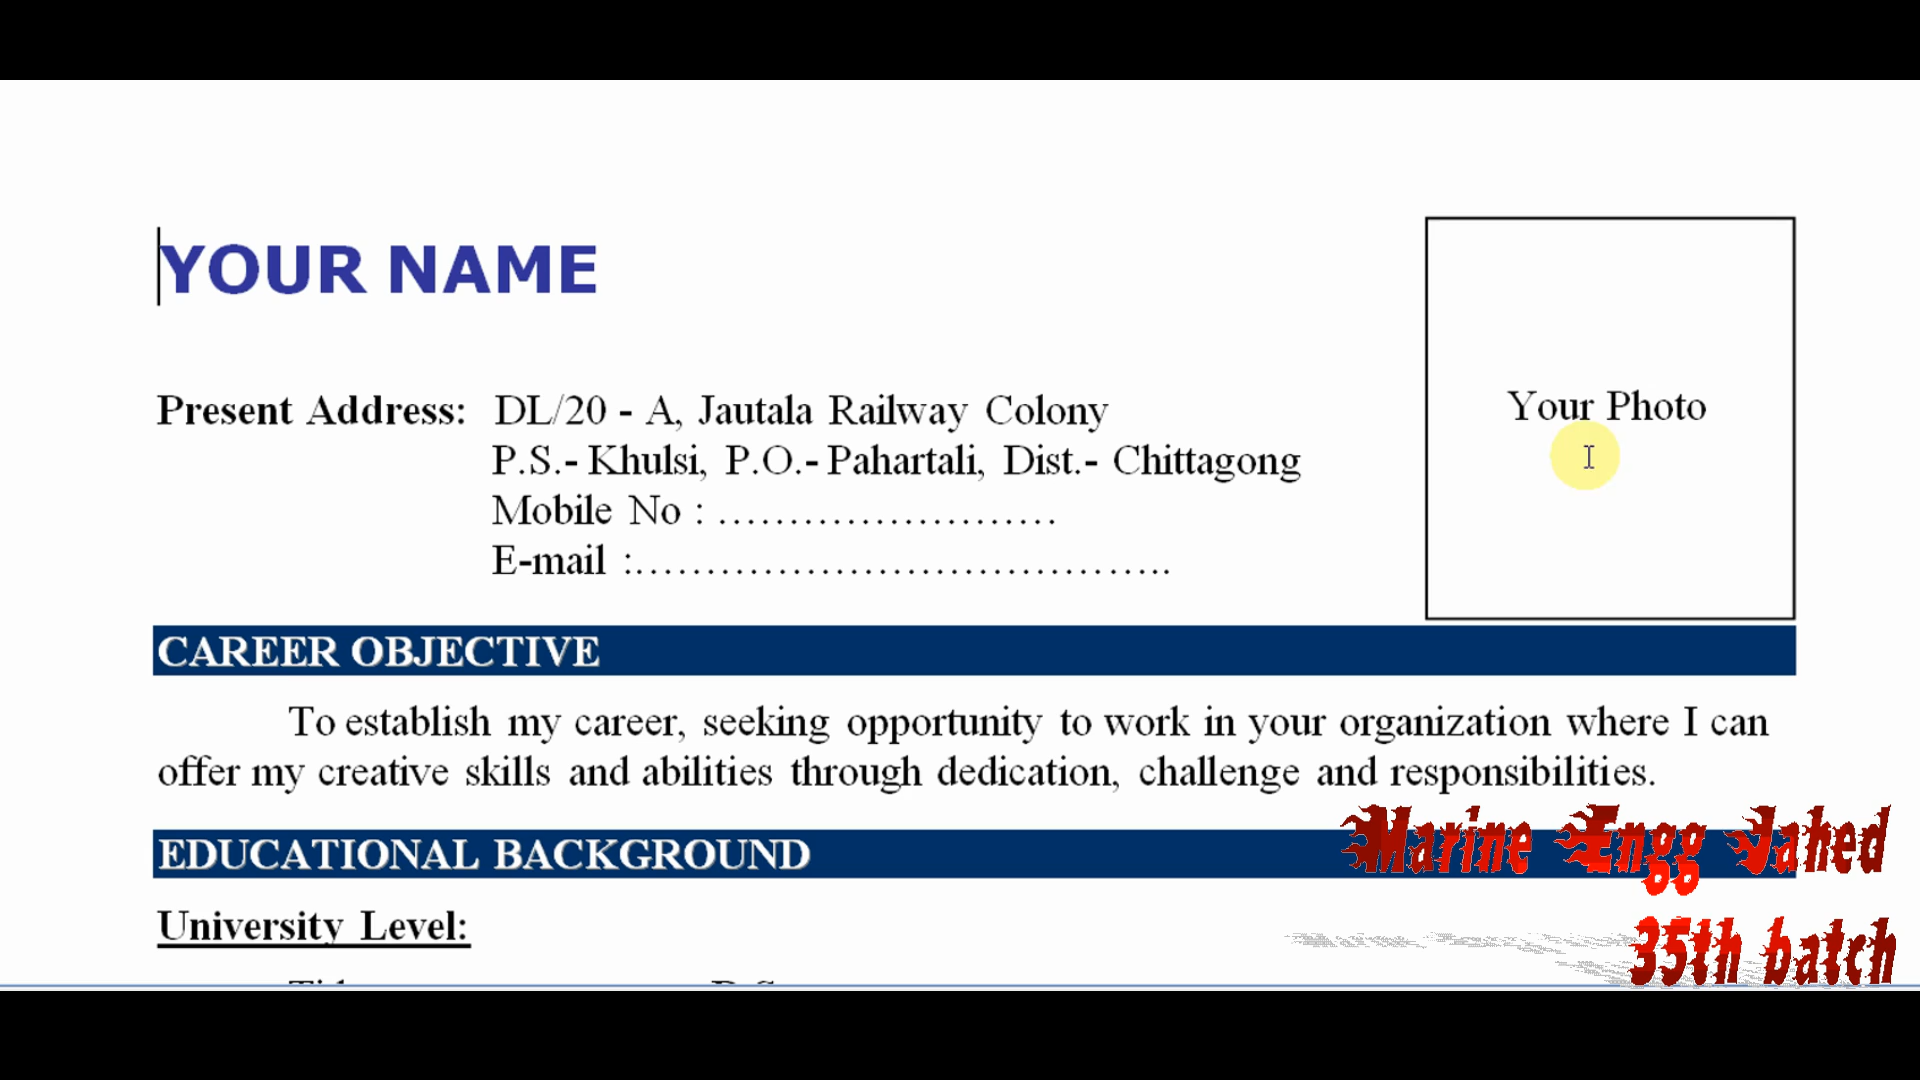 YOUR NAME
Your Photo
Present Address: DL/20 - A, Jautala Railway Colony
P.S.- Khulsi, P.O.- Pahartali, Dist.- Chittagong
Mobile No : ……………………
E-mail :………………………………..
CAREER OBJECTIVE
To establish my career, seeking opportunity to work in your organization where I can
offer my creative skills and abilities through dedication, challenge and responsibilities.
EDUCATIONAL BACKGROUND
Marine Engg Jahed
University Level:
35th batch